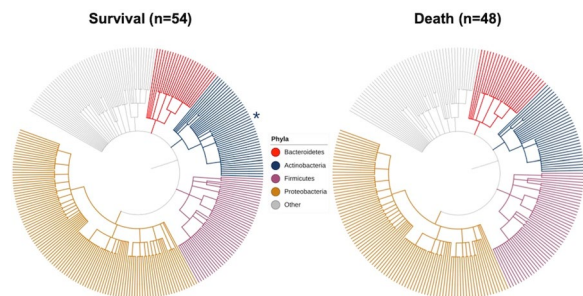 Survival (n=54)
Death (n=48)
*
Phyla
Bacteroidetes
Actinobacteria
Firmicutes
Proteobacteria
Other